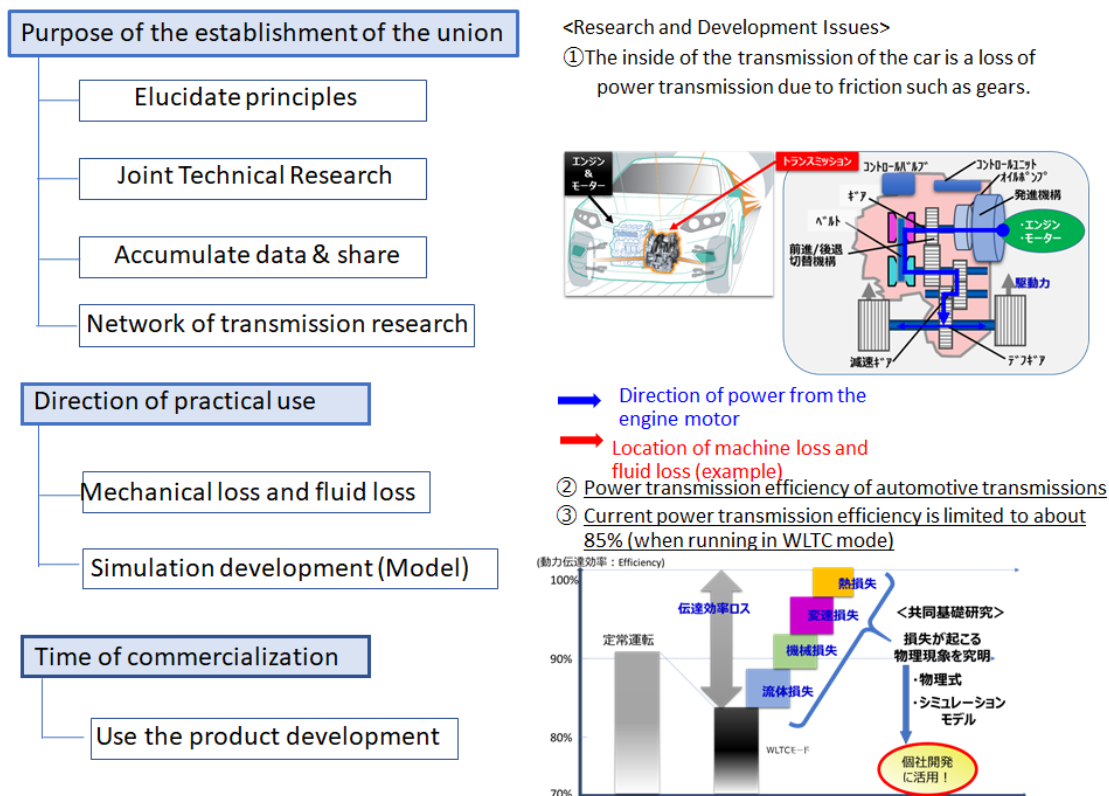 Purpose of the establishment of the union
Elucidate principles
Joint Technical Research
Accumulate data & share
Network of transmission research
Direction of practical use
Mechanical loss and fluid loss
Simulation development (Model)
Time of commercialization
Use the product development
<Research and Development Issues>
①The inside of the transmission of the car is a loss of
power transmission due to friction such as gears.
エンジン
&
モーター
トランスミッション
コントロールバルブ
コントロールユニット
オイルポンプ
ギア
発進機構
ベルト
・エンジン
・モーター
前進/後退
切替機構
駆動力
減速ギア
デフギア
Direction of power from the
engine motor
Location of machine loss and
fluid loss (example)
② Power transmission efficiency of automotive transmissions
③ Current power transmission efficiency is limited to about
85% (when running in WLTC mode)
(動力伝達効率：Efficiency)
100%
90%
80%
70%
定常運転
伝達効率ロス
熱損失
変速損失
機械損失
流体損失
WLTCモード
＜共同基礎研究＞
損失が起こる
物理現象を究明
・物理式
・シミュレーション
モデル
個社開発
に活用！